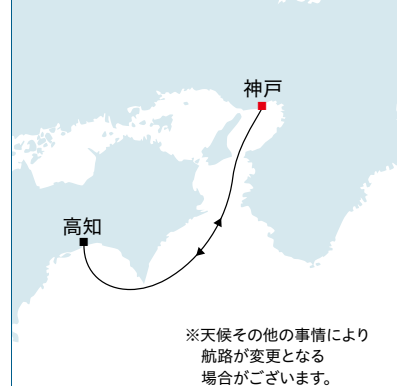 神戸
高知
※天候その他の事情により
航路が変更となる
場合がございます。